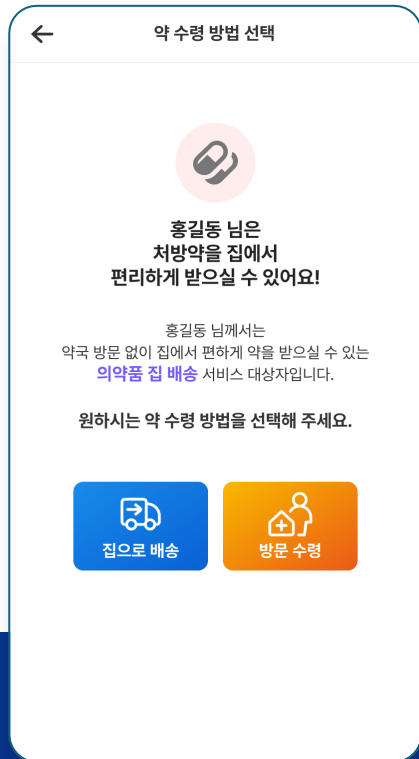 약 수령 방법 선택
홍길동 님은
처방약을 집에서
편리하게 받으실 수 있어요!
홍길동 님께서는
약국 방문 없이 집에서 편하게 약을 받으실 수 있는
의약품 집 배송 서비스 대상자입니다.
원하시는 약 수령 방법을 선택해 주세요.
집으로 배송
방문 수령